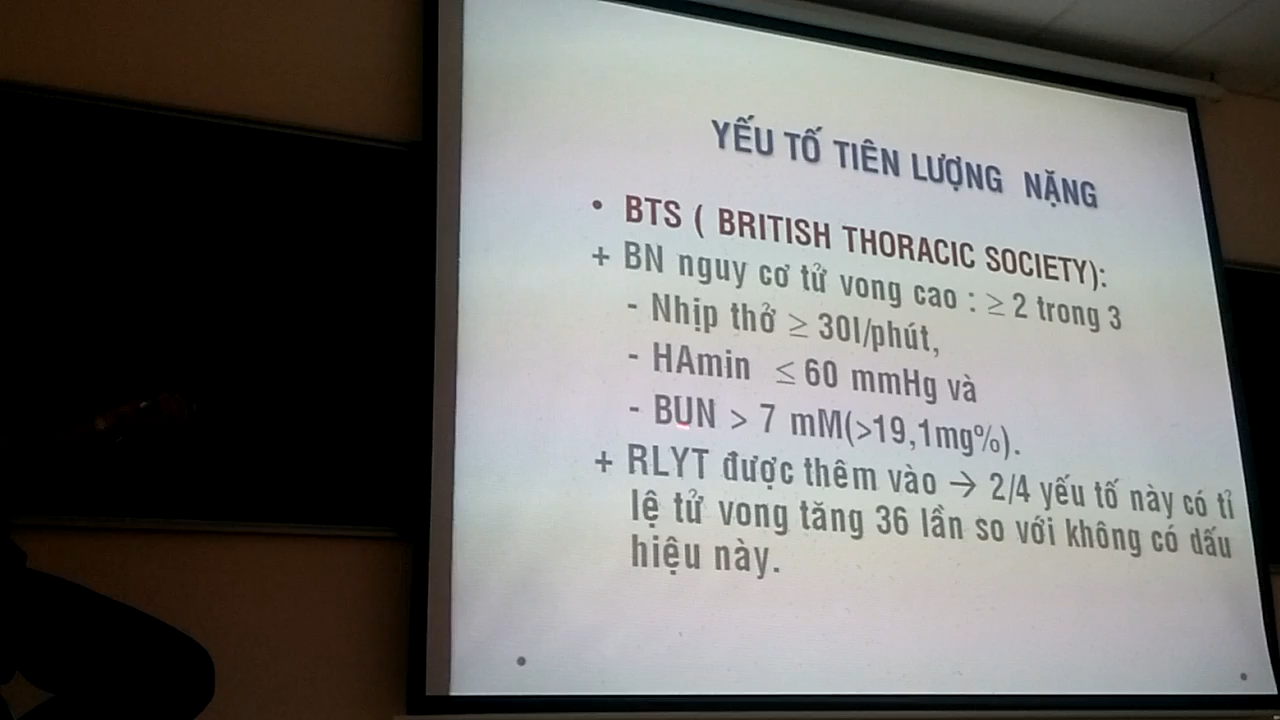 YẾU TỐ TIÊN LƯỢNG NẶNG
• BTS ( BRITISH THORACIC SOCIETY):
+ BN nguy cơ tử vong cao : ≥ 2 trong 3
- Nhịp thở ≥ 30l/phút,
- HAmin ≤ 60 mmHg và
- BUN > 7 mM(>19,1mg%).
+ RLYT được thêm vào → 2/4 yếu tố này có tỉ
lệ tử vong tăng 36 lần so với không có dấu
hiệu này.